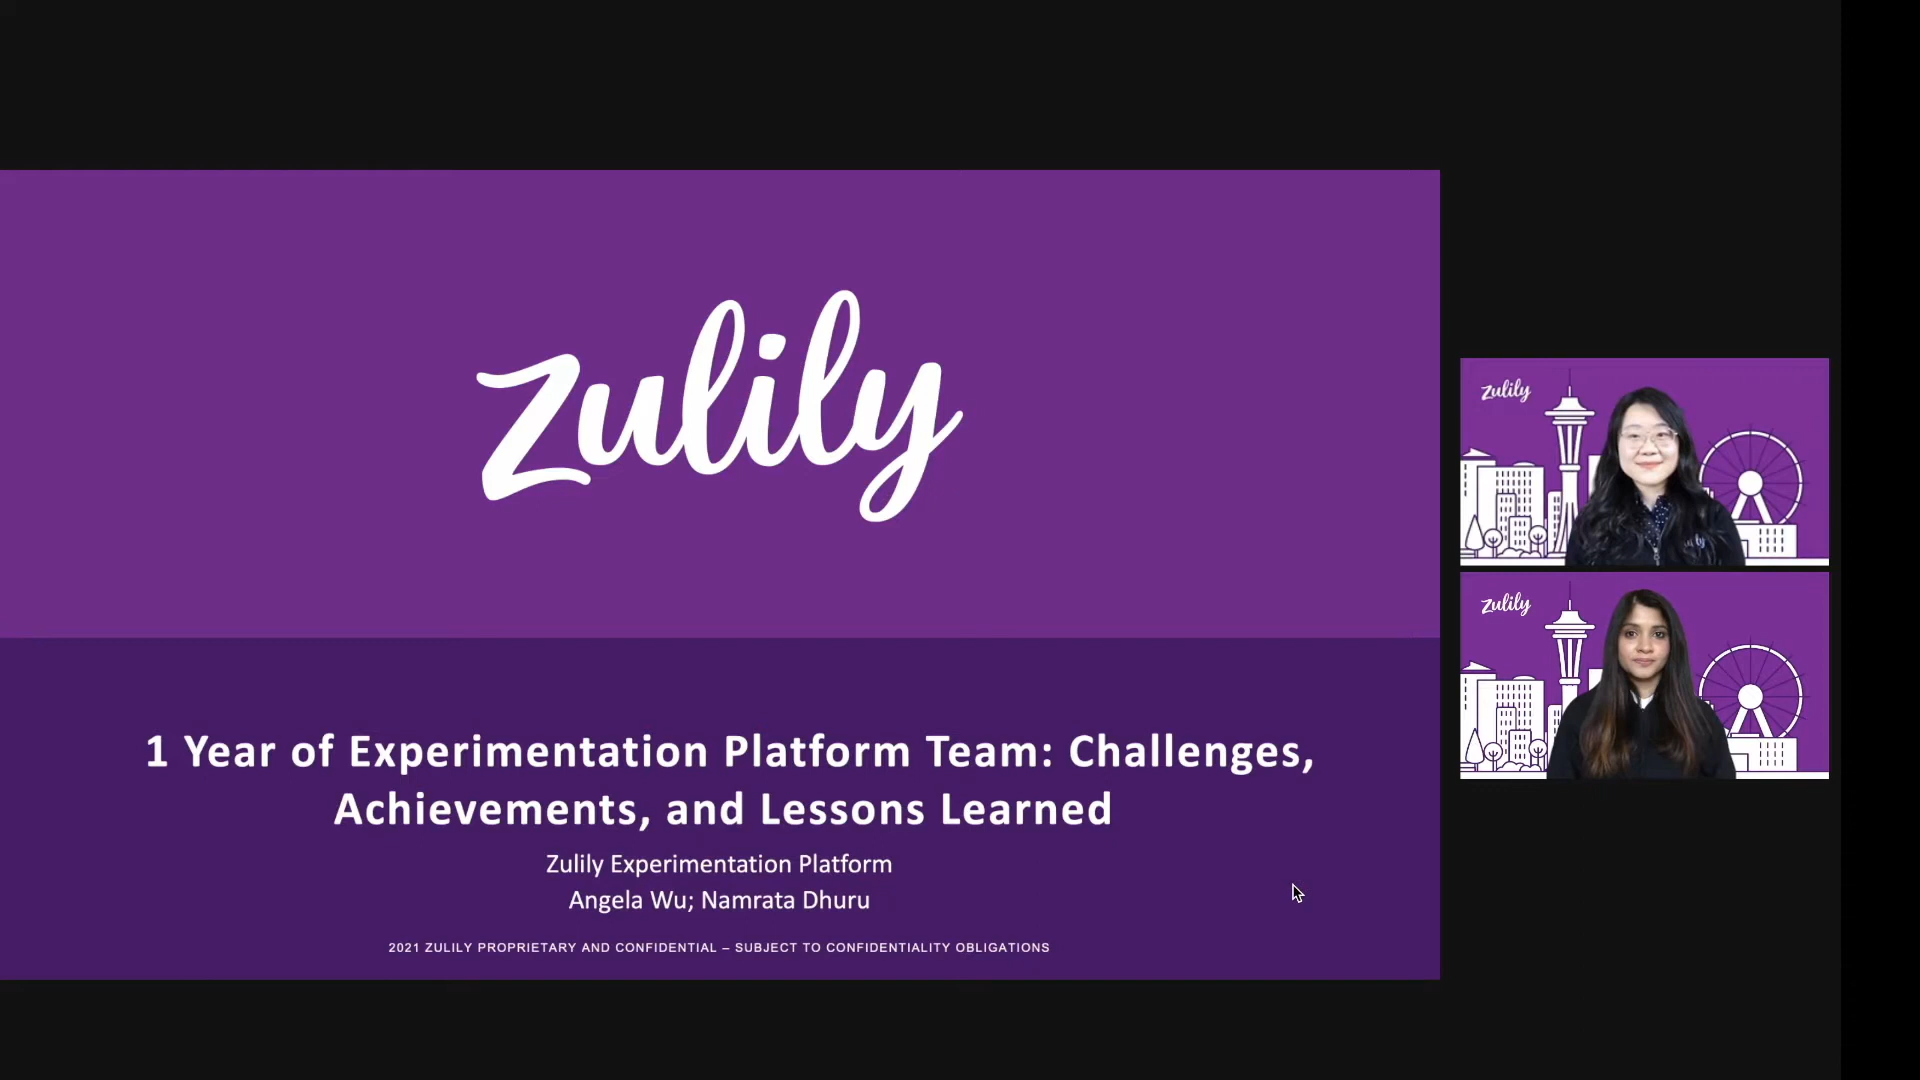 zulily
1 Year of Experimentation Platform Team: Challenges,
Achievements, and Lessons Learned
Zulily Experimentation Platform
Angela Wu; Namrata Dhuru
2021 ZULILY PROPRIETARY AND CONFIDENTIAL – SUBJECT TO CONFIDENTIALITY OBLIGATIONS
zulily
zulily